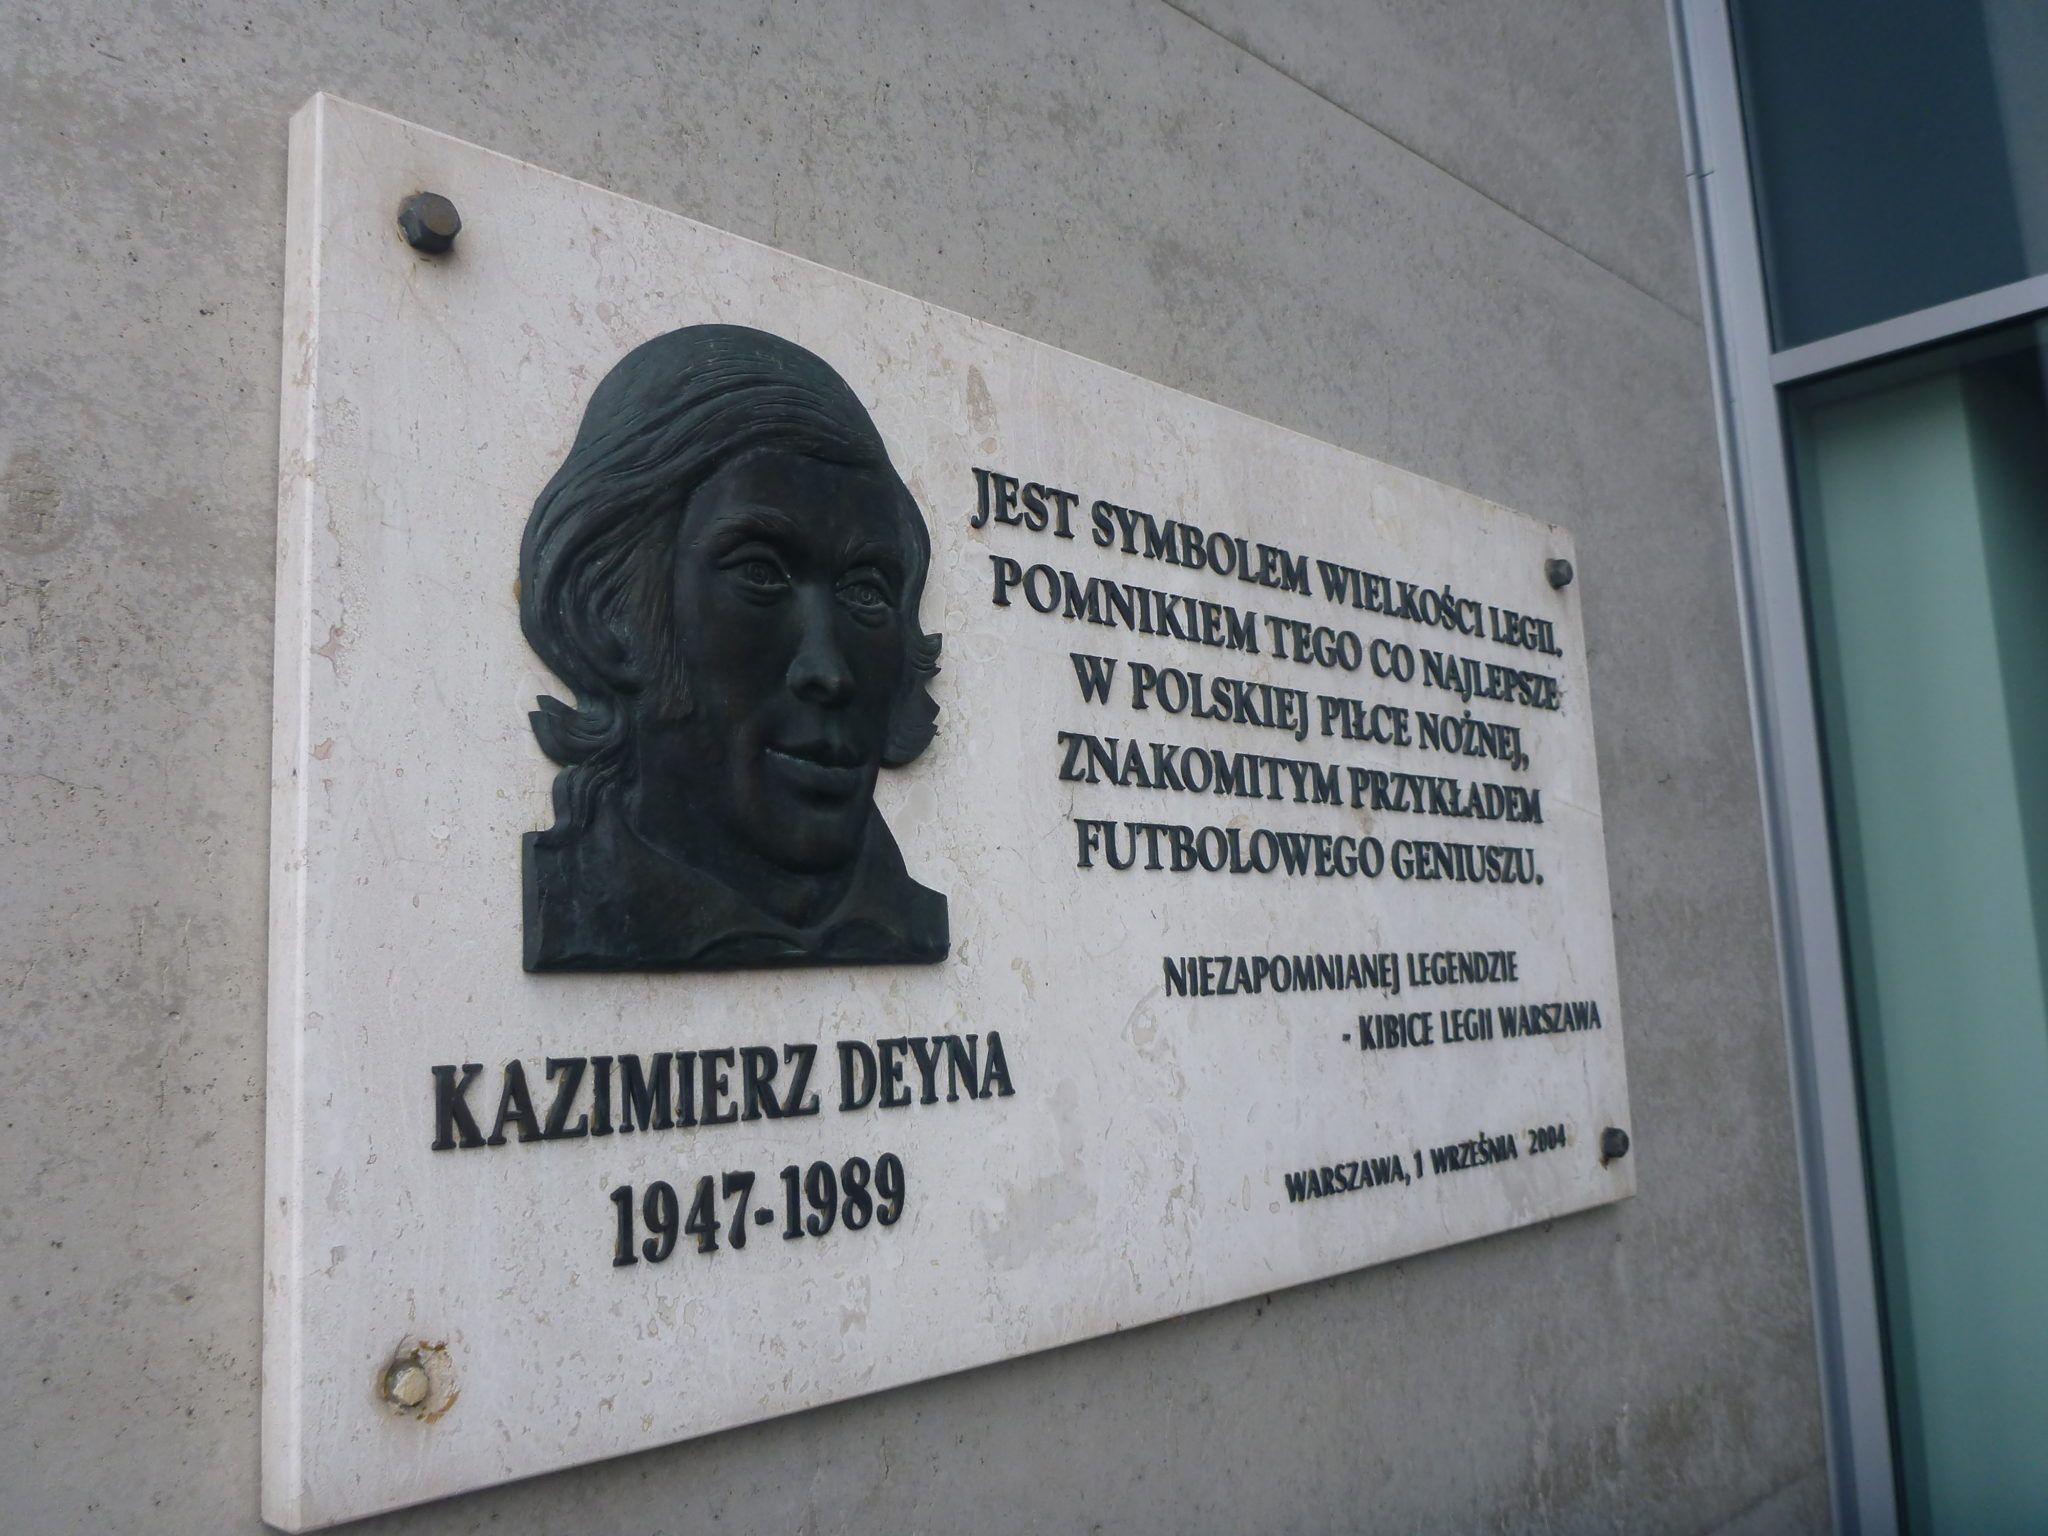 JEST SYMBOLEM WIELKOŚCI LEGII.
POMNIKIEM TEGO CO NAJLEPSZE
W POLSKIEJ PIŁCE NOŻNEJ,
ZNAKOMITYM PRZYKŁADEM
FUTBOLOWEGO GENIUSZU.
NIEZAPOMNIANEJ LEGENDZIE
- KIBICE LEGII WARSZAWA
KAZIMIERZ DEYNA
1947-1989
WARSZAWA, 1 WRZEŚNIA 2004